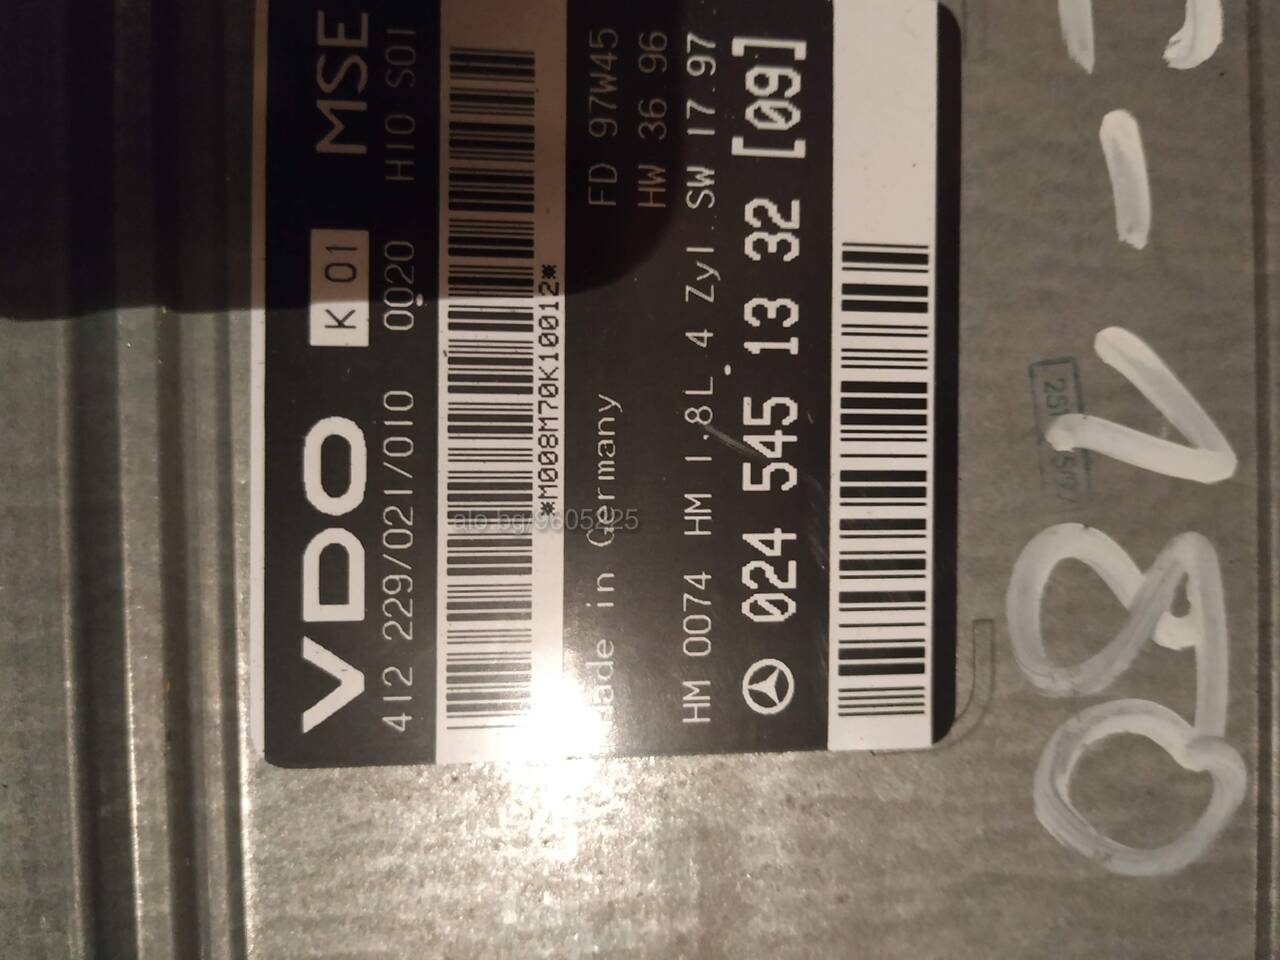 VDO K 01 MSE
412 229/021/010 0020 H10 S01
*M008M70K10012*
Made in Germany FD 97W45
HW 36 96
HM 0074 HM 1.8L 4 Zyl SW 17 97
024 545 13 32 [09]
alo.bg/9605225